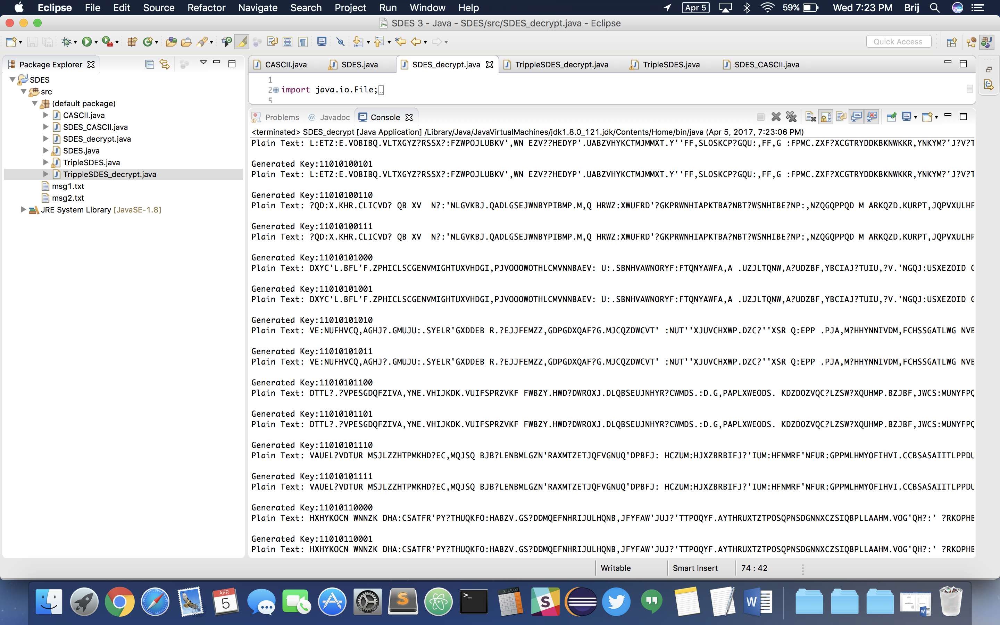 Eclipse File Edit Source Refactor Navigate Search Project Run Window Help Apr 5 59% Wed 7:23 PM Brij
SDES 3 - Java - SDES/src/SDES_decrypt.java - Eclipse
Quick Access
Package Explorer
SDES
src
(default package)
CASCII.java
SDES_CASCII.java
SDES_decrypt.java
SDES.java
TripleSDES.java
TrippleSDES_decrypt.java
msg1.txt
msg2.txt
JRE System Library [JavaSE-1.8]
CASCII.java SDES.java SDES_decrypt.java TrippleSDES_decrypt.java TripleSDES.java SDES_CASCII.java
1
2 import java.io.File;
5
Problems @ Javadoc Console
<terminated> SDES_decrypt [Java Application] /Library/Java/JavaVirtualMachines/jdk1.8.0_121.jdk/Contents/Home/bin/java (Apr 5, 2017, 7:23:06 PM)
Plain Text: L:ETZ:E.VOBIBQ.VLTXGYZ?RSSX?:FZWPOJLUBKV',WN EZV??HEDYP'.UABZVHYKCTMJMMXT.Y''FF,SLOSKCP?GQU:,FF,G :FPMC.ZXF?XCGTRYDDKBKNWKKR,YNKYM?'J?V?T
Generated Key:11010100101
Plain Text: L:ETZ:E.VOBIBQ.VLTXGYZ?RSSX?:FZWPOJLUBKV',WN EZV??HEDYP'.UABZVHYKCTMJMMXT.Y''FF,SLOSKCP?GQU:,FF,G :FPMC.ZXF?XCGTRYDDKBKNWKKR,YNKYM?'J?V?T
Generated Key:11010100110
Plain Text: ?QD:X.KHR.CLICVD? QB XV  N?:'NLGVKBJ.QADLGSEJWNBYPIBMP.M,Q HRWZ:XWUFRD'?GKPRWNHIAPKTBA?NBT?WSNHIBE?NP:,NZQGQPPQD M ARKQZD.KURPT,JQPVXULHP
Generated Key:11010100111
Plain Text: ?QD:X.KHR.CLICVD? QB XV  N?:'NLGVKBJ.QADLGSEJWNBYPIBMP.M,Q HRWZ:XWUFRD'?GKPRWNHIAPKTBA?NBT?WSNHIBE?NP:,NZQGQPPQD M ARKQZD.KURPT,JQPVXULHP
Generated Key:11010101000
Plain Text: DXYC'L.BFL'F.ZPHICLSCGENVMIGHTUXVHDGI,PJVOOOWOTHLCMVNNBAEV: U:.SBNHVAWNORYF:FTQNYAWFA,A .UZJLTQNW,A?UDZBF,YBCIAJ?TUIU,?V.'NGQJ:USXEZOID G
Generated Key:11010101001
Plain Text: DXYC'L.BFL'F.ZPHICLSCGENVMIGHTUXVHDGI,PJVOOOWOTHLCMVNNBAEV: U:.SBNHVAWNORYF:FTQNYAWFA,A .UZJLTQNW,A?UDZBF,YBCIAJ?TUIU,?V.'NGQJ:USXEZOID G
Generated Key:11010101010
Plain Text: VE:NUFHVCQ,AGHJ?.GMUJU:.SYELR'GXDDEB R.?EJJFEMZZ,GDPGDXQAF?G.MJCQZDWCVT' :NUT''XJUVCHXWP.DZC?''XSR Q:EPP .PJA,M?HHYNNIVDM,FCHSSGATLWG NVB
Generated Key:11010101011
Plain Text: VE:NUFHVCQ,AGHJ?.GMUJU:.SYELR'GXDDEB R.?EJJFEMZZ,GDPGDXQAF?G.MJCQZDWCVT' :NUT''XJUVCHXWP.DZC?''XSR Q:EPP .PJA,M?HHYNNIVDM,FCHSSGATLWG NVB
Generated Key:11010101100
Plain Text: DTTL?.?VPESGDQFZIVA,YNE.VHIJKDK.VUIFSPRZVKF FWBZY.HWD?DWROXJ.DLQBSEUJNHYR?CWMDS.:D.G,PAPLXWEODS. KDZDOZVQC?LZSW?XQUHMP.BZJBF,JWCS:MUNYFPQ
Generated Key:11010101101
Plain Text: DTTL?.?VPESGDQFZIVA,YNE.VHIJKDK.VUIFSPRZVKF FWBZY.HWD?DWROXJ.DLQBSEUJNHYR?CWMDS.:D.G,PAPLXWEODS. KDZDOZVQC?LZSW?XQUHMP.BZJBF,JWCS:MUNYFPQ
Generated Key:11010101110
Plain Text: VAUEL?VDTUR MSJLZZHTPMKHD?EC,MQJSQ BJB?LENBMLGZN'RAXMTZETJQFVGNUQ'DPBFJ: HCZUM:HJXZBRBIFJ?'IUM:HFNMRF'NFUR:GPPMLHMYOFIHVI.CCBSASAIITLPPDU
Generated Key:11010101111
Plain Text: VAUEL?VDTUR MSJLZZHTPMKHD?EC,MQJSQ BJB?LENBMLGZN'RAXMTZETJQFVGNUQ'DPBFJ: HCZUM:HJXZBRBIFJ?'IUM:HFNMRF'NFUR:GPPMLHMYOFIHVI.CCBSASAIITLPPDU
Generated Key:11010110000
Plain Text: HXHYKOCN WNNZK DHA:CSATFR'PY?THUQKFO:HABZV.GS?DDMQEFNHRIJULHQNB,JFYFAW'JUJ?'TTPOQYF.AYTHRUXTZTPOSQPNSDGNNXCZSIQBPLLAAHM.VOG'QH?:' ?RKOPHB
Generated Key:11010110001
Plain Text: HXHYKOCN WNNZK DHA:CSATFR'PY?THUQKFO:HABZV.GS?DDMQEFNHRIJULHQNB,JFYFAW'JUJ?'TTPOQYF.AYTHRUXTZTPOSQPNSDGNNXCZSIQBPLLAAHM.VOG'QH?:' ?RKOPHB
Writable Smart Insert 74 : 42
APR
5